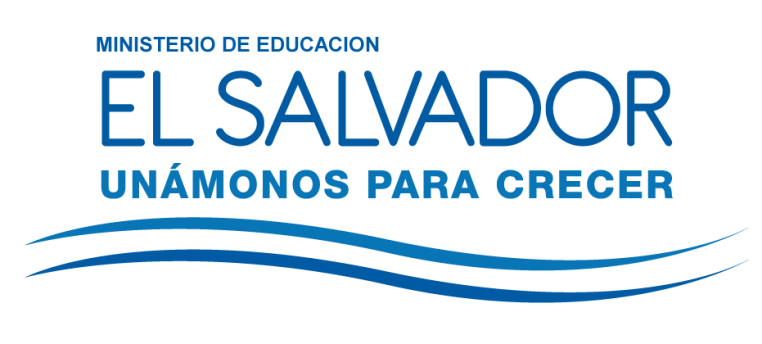 MINISTERIO DE EDUCACION
EL SALVADOR
UNÁMONOS PARA CRECER